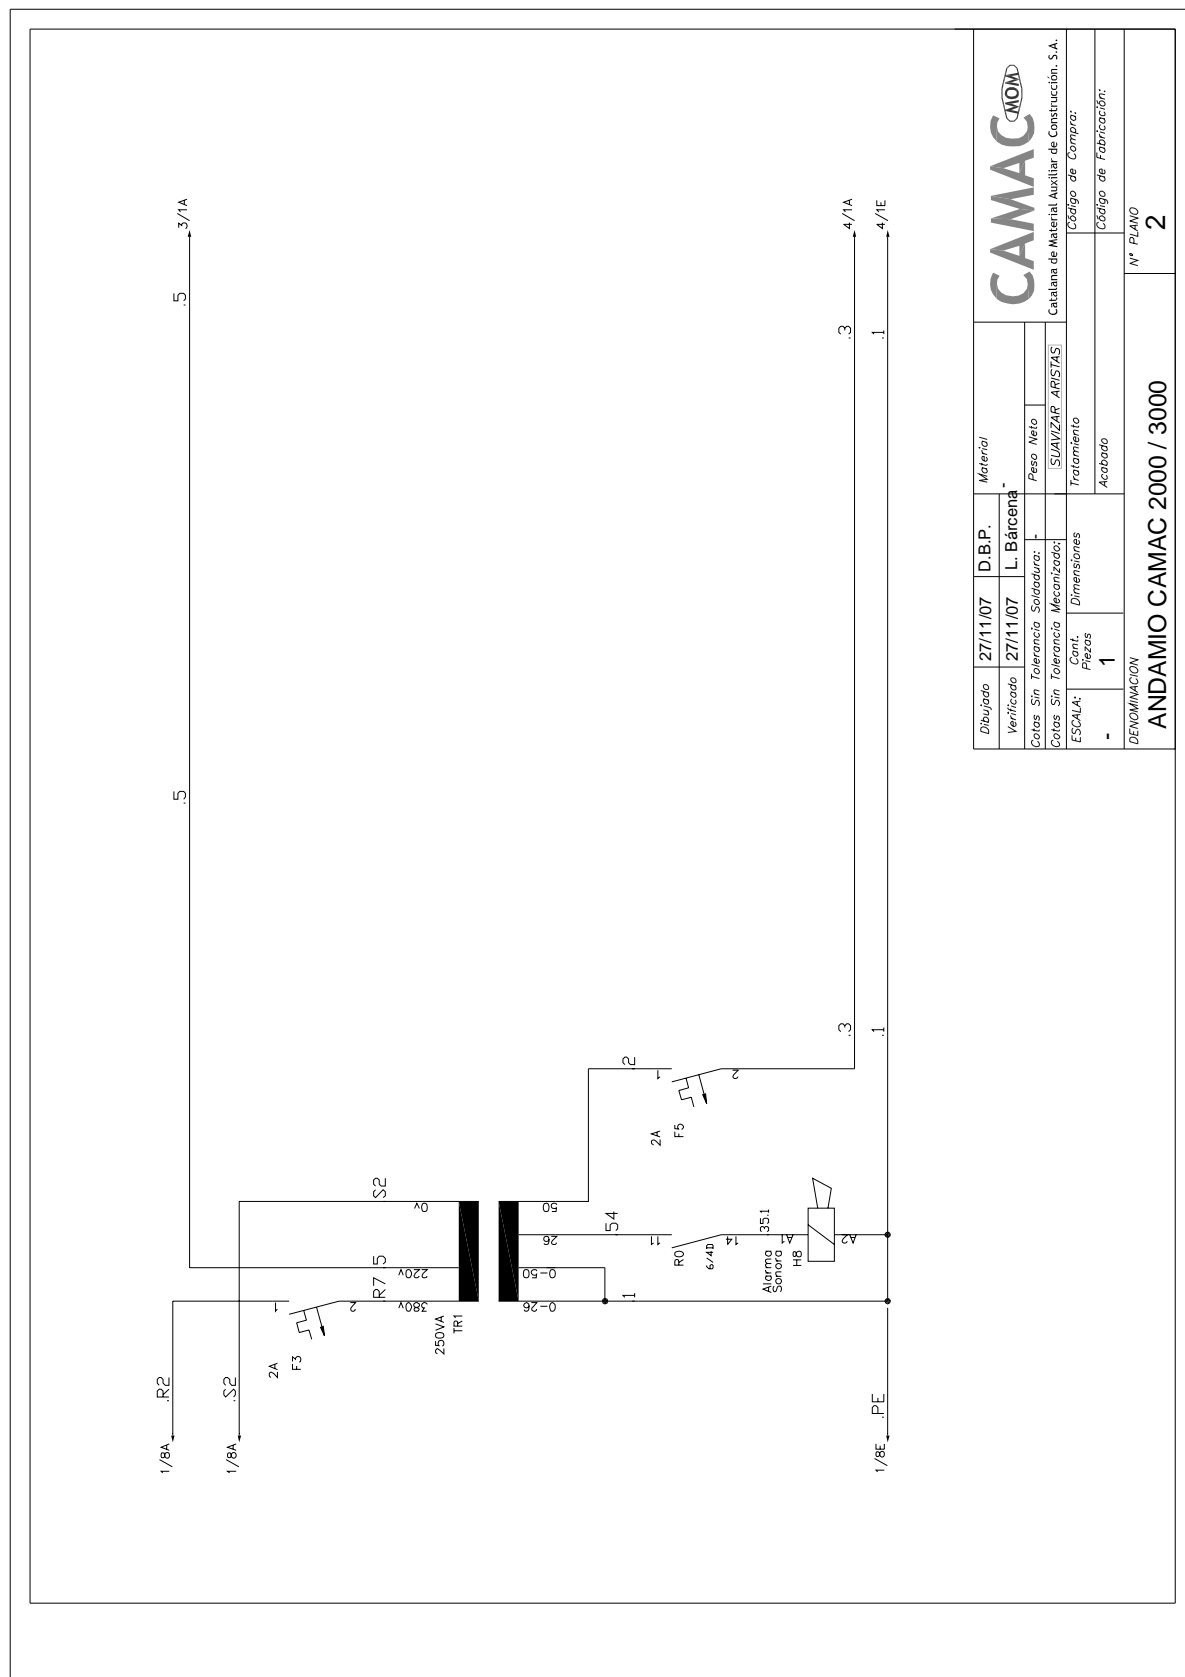 .R2
1/8A
.S2
1/8A
.5
.5
3/1A
1
2
2A
F3
R7
380v
5
220v
S2
0v
250VA
TR1
0-26
0-50
26
50
1
54
2
1
2
2A
F5
11
14
R0
6/4D
.35.1
A1
A2
Alarma
Sonora
H8
.3
.3
4/1A
.1
.1
4/1E
.PE
1/8E
Dibujado
27/11/07
D.B.P.
Material
-
Verificado
27/11/07
L. Bárcena
Cotas Sin Tolerancia Soldadura: -
Peso Neto
Cotas Sin Tolerancia Mecanizado:
SUAVIZAR ARISTAS
CAMAC
MOM
Catalana de Material Auxiliar de Construcción. S.A.
ESCALA:
-
Cant.
Piezas
1
Dimensiones
Tratamiento
Código de Compra:
Acabado
Código de Fabricación:
DENOMINACION
ANDAMIO CAMAC 2000 / 3000
Nº PLANO
2